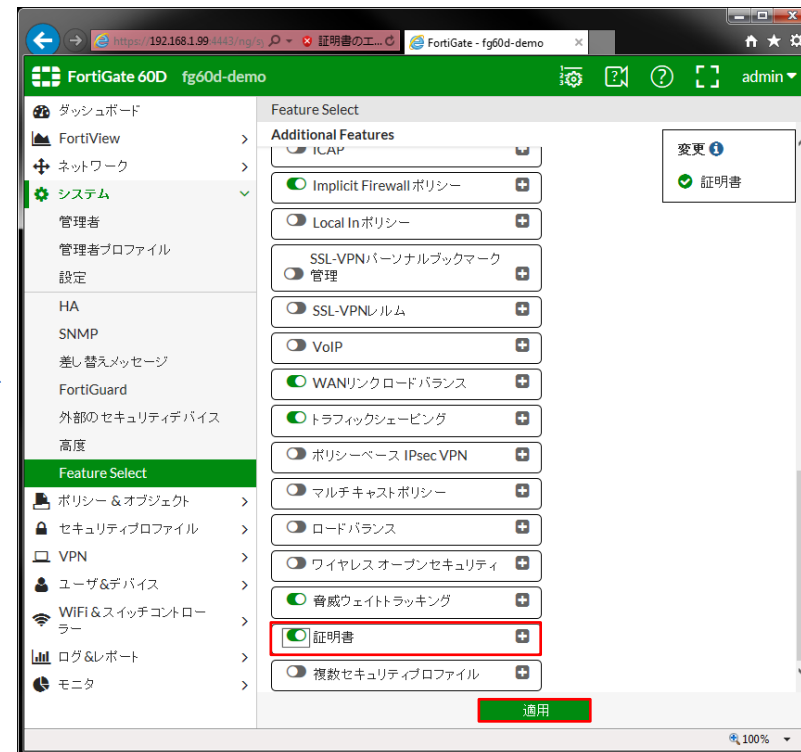 https://192.168.1.99:4443/ng/sy
証明書のエ...
FortiGate - fg60d-demo
FortiGate 60D fg60d-demo
admin
ダッシュボード
FortiView
ネットワーク
システム
管理者
管理者プロファイル
設定
HA
SNMP
差し替えメッセージ
FortiGuard
外部のセキュリティデバイス
高度
Feature Select
ポリシー & オブジェクト
セキュリティプロファイル
VPN
ユーザ&デバイス
WiFi & スイッチコントロー
ラー
ログ&レポート
モニタ
Feature Select
Additional Features
ICAP
Implicit Firewall ポリシー
Local In ポリシー
SSL-VPNパーソナルブックマーク
管理
SSL-VPNレルム
VoIP
WANリンクロードバランス
トラフィックシェーピング
ポリシーベース IPsec VPN
マルチキャストポリシー
ロードバランス
ワイヤレス オープンセキュリティ
脅威ウェイトトラッキング
証明書
複数セキュリティプロファイル
適用
変更
証明書
100%